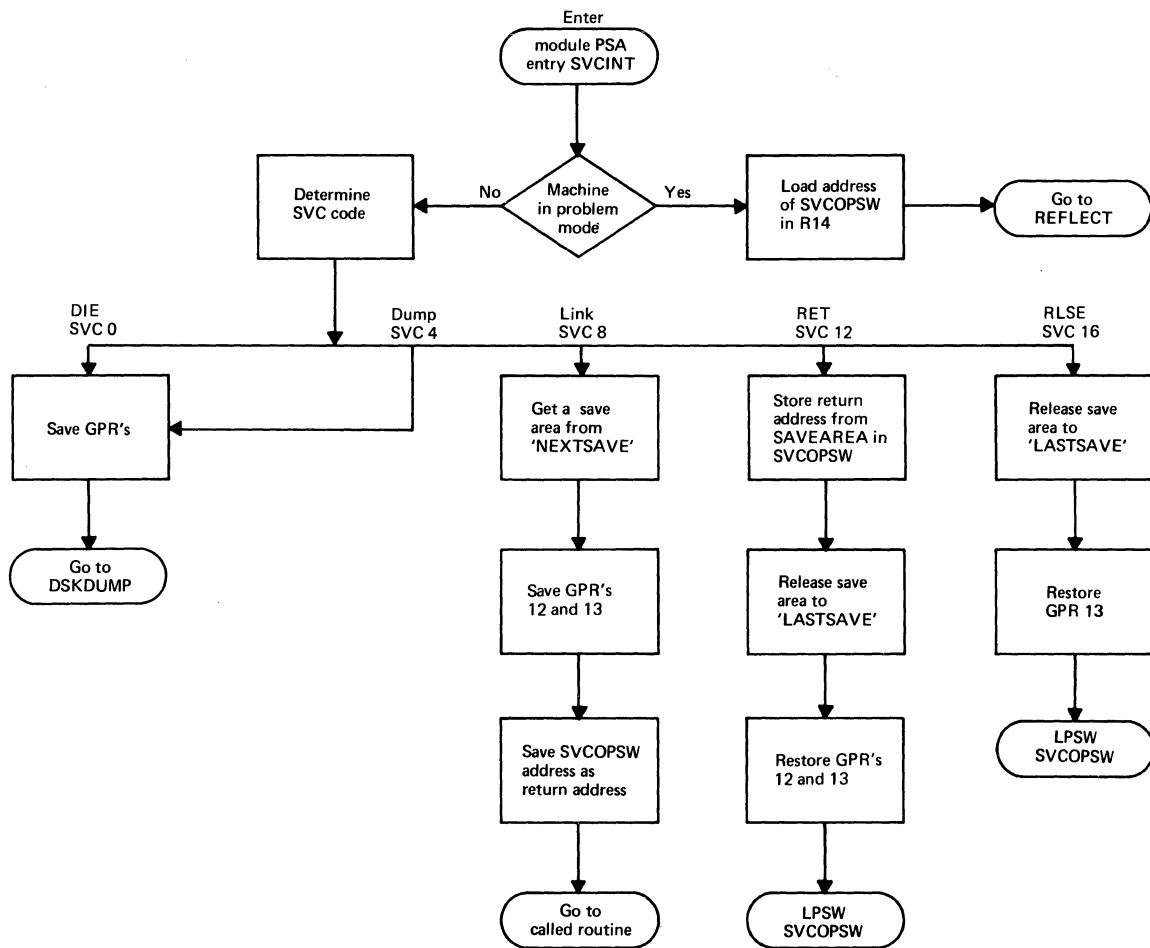 Enter
module PSA
entry SVCINT
Determine
SVC code
No
Machine
in problem
mode
Yes
Load address
of SVCOPSW
in R14
Go to
REFLECT
DIE
SVC 0
Dump
SVC 4
Link
SVC 8
RET
SVC 12
RLSE
SVC 16
Save GPR's
Get a save
area from
'NEXTSAVE'
Store return
address from
SAVEAREA in
SVCOPSW
Release save
area to
'LASTSAVE'
Go to
DSKDUMP
Save GPR's
12 and 13
Release save
area to
'LASTSAVE'
Restore
GPR 13
Save SVCOPSW
address as
return address
Restore GPR's
12 and 13
LPSW
SVCOPSW
Go to
called routine
LPSW
SVCOPSW